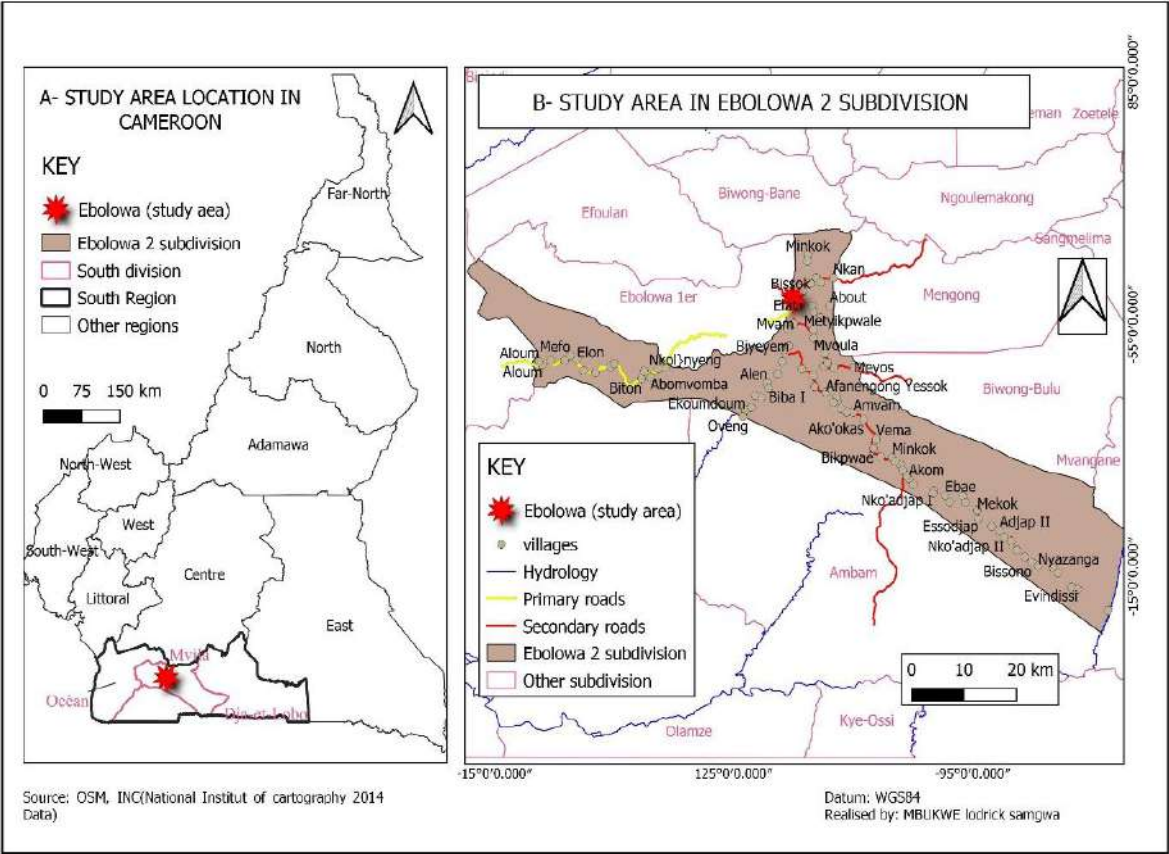 A- STUDY AREA LOCATION IN
CAMEROON
KEY
Ebolowa (study aea)
Ebolowa 2 subdivision
South division
South Region
Other regions
0 75 150 km
Far-North
North
Adamawa
North-West
West
South-West
Littoral
Centre
East
Mvila
Océan
Dja-et-Lobo
B- STUDY AREA IN EBOLOWA 2 SUBDIVISION
Zoetele
Biwong-Bane
Ngoulemakong
Efoulan
Sangmelima
Minkok
Nkan
Bissok
Ebolowa 1er
About
Mengong
Mvam
Metyikpwale
Biyeyem
Mvoula
Mefo
Elon
Aloum
Aloum
Nkol}nyeng
Mevos
Biton
Abomvomba
Alen
Afanengong
Yessok
Biwong-Bulu
Biba I
Ekoumdoum
Amvam
Oveng
Ako'okas
Vema
Bikpwae
Minkok
Mvangane
Akom
Nko'adjap I
Ebae
Mekok
Essodjap
Adjap II
Nko'adjap II
Nyazanga
Bissono
Evindissi
Ambam
Olamze
Kye-Ossi
KEY
Ebolowa (study area)
villages
Hydrology
Primary roads
Secondary roads
Ebolowa 2 subdivision
Other subdivision
0 10 20 km
85°0'0.000"
-55°0'0.000"
-15°0'0.000"
-15°0'0.000"
125°0'0.000"
-95°0'0.000"
Source: OSM, INC(National Institut of cartography 2014
Data)
Datum: WGS84
Realised by: MBUKWE lodrick samgwa